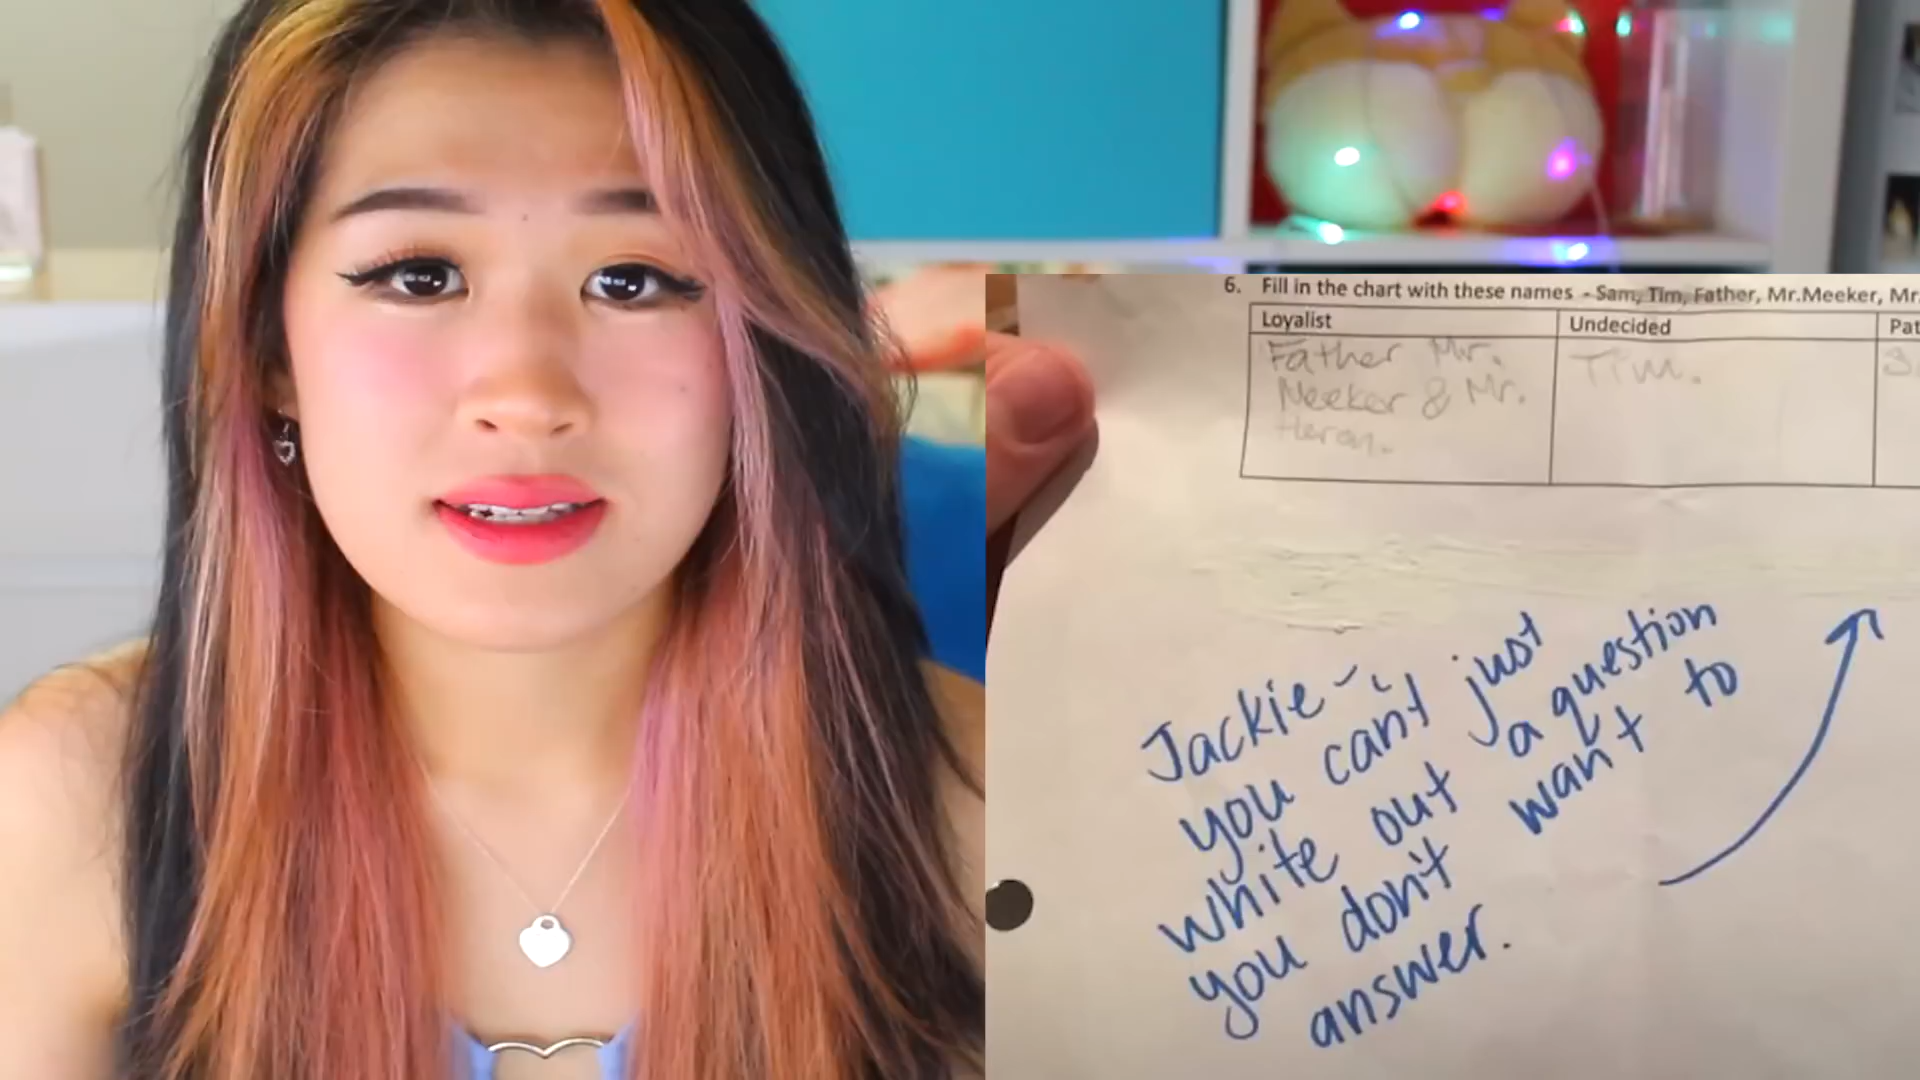 6. Fill in the chart with these names - Sam, Tim, Father, Mr.Meeker, Mr.
Loyalist Undecided Pat
Father Mr. Tim. S
Meeker & Mr.
Heron.
Jackie -
you can't just
white out a question
you don't want to
answer.